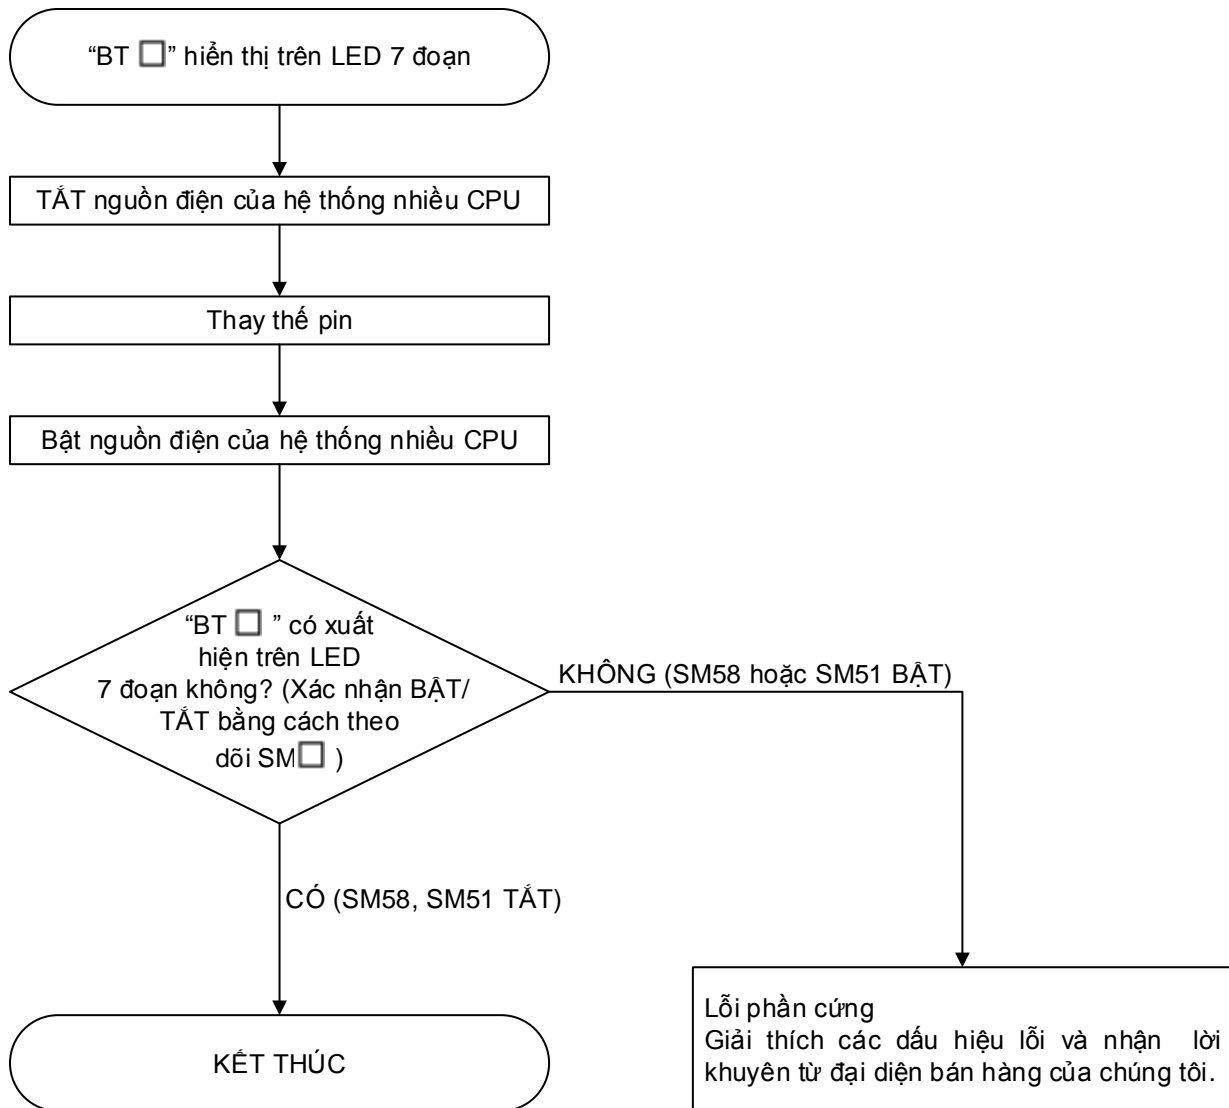 “BT □” hiển thị trên LED 7 đoạn
TẮT nguồn điện của hệ thống nhiều CPU
Thay thế pin
Bật nguồn điện của hệ thống nhiều CPU
“BT □ ” có xuất
hiện trên LED
7 đoạn không? (Xác nhận BẬT/
TẮT bằng cách theo
dõi SM□ )
KHÔNG (SM58 hoặc SM51 BẬT)
CÓ (SM58, SM51 TẮT)
KẾT THÚC
Lỗi phần cứng
Giải thích các dấu hiệu lỗi và nhận lời
khuyên từ đại diện bán hàng của chúng tôi.